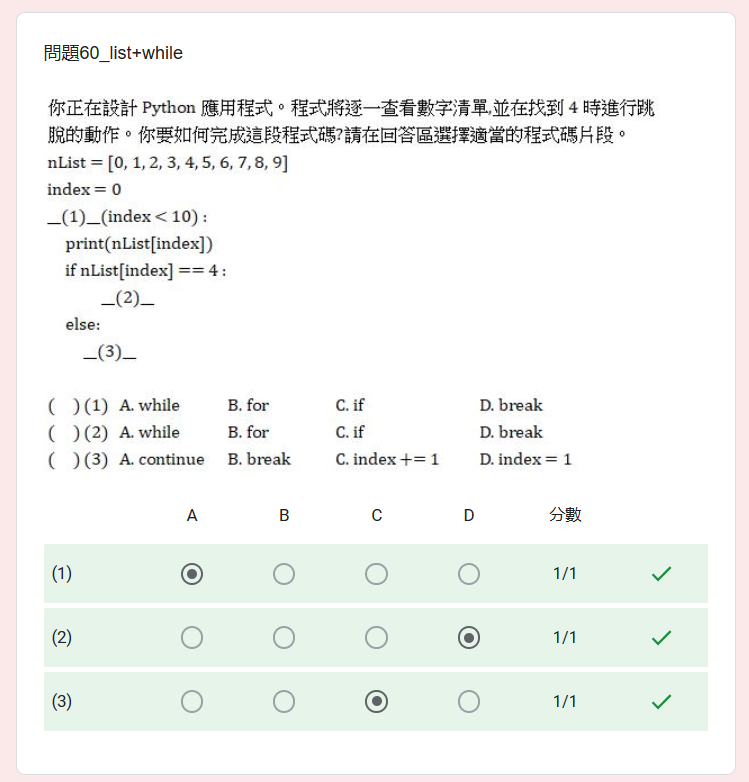 問題60_list+while
你正在設計 Python 應用程式。程式將逐一查看數字清單,並在找到 4 時進行跳
脫的動作。你要如何完成這段程式碼?請在回答區選擇適當的程式碼片段。
nList = [0, 1, 2, 3, 4, 5, 6, 7, 8, 9]
index = 0
__(1)__(index < 10) :
print(nList[index])
if nList[index] == 4 :
__(2)__
else:
__(3)__
( ) (1) A. while B. for C. if D. break
( ) (2) A. while B. for C. if D. break
( ) (3) A. continue B. break C. index += 1 D. index = 1
A B C D 分數
(1) 1/1
(2) 1/1
(3) 1/1